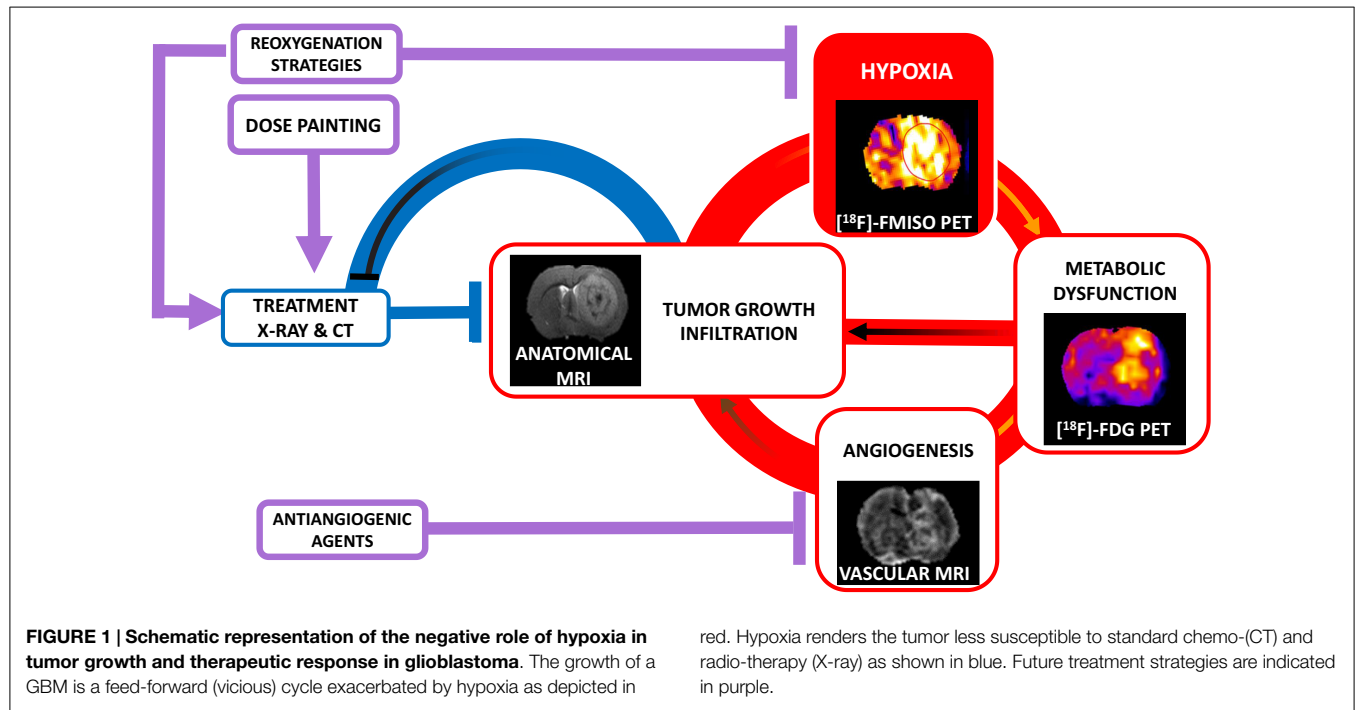 REOXYGENATION
STRATEGIES
DOSE PAINTING
TREATMENT
X-RAY & CT
ANTIANGIOGENIC
AGENTS
HYPOXIA
[¹⁸F]-FMISO PET
METABOLIC
DYSFUNCTION
[¹⁸F]-FDG PET
TUMOR GROWTH
INFILTRATION
ANATOMICAL
MRI
ANGIOGENESIS
VASCULAR MRI
FIGURE 1 | Schematic representation of the negative role of hypoxia in
tumor growth and therapeutic response in glioblastoma. The growth of a
GBM is a feed-forward (vicious) cycle exacerbated by hypoxia as depicted in
red. Hypoxia renders the tumor less susceptible to standard chemo-(CT) and
radio-therapy (X-ray) as shown in blue. Future treatment strategies are indicated
in purple.